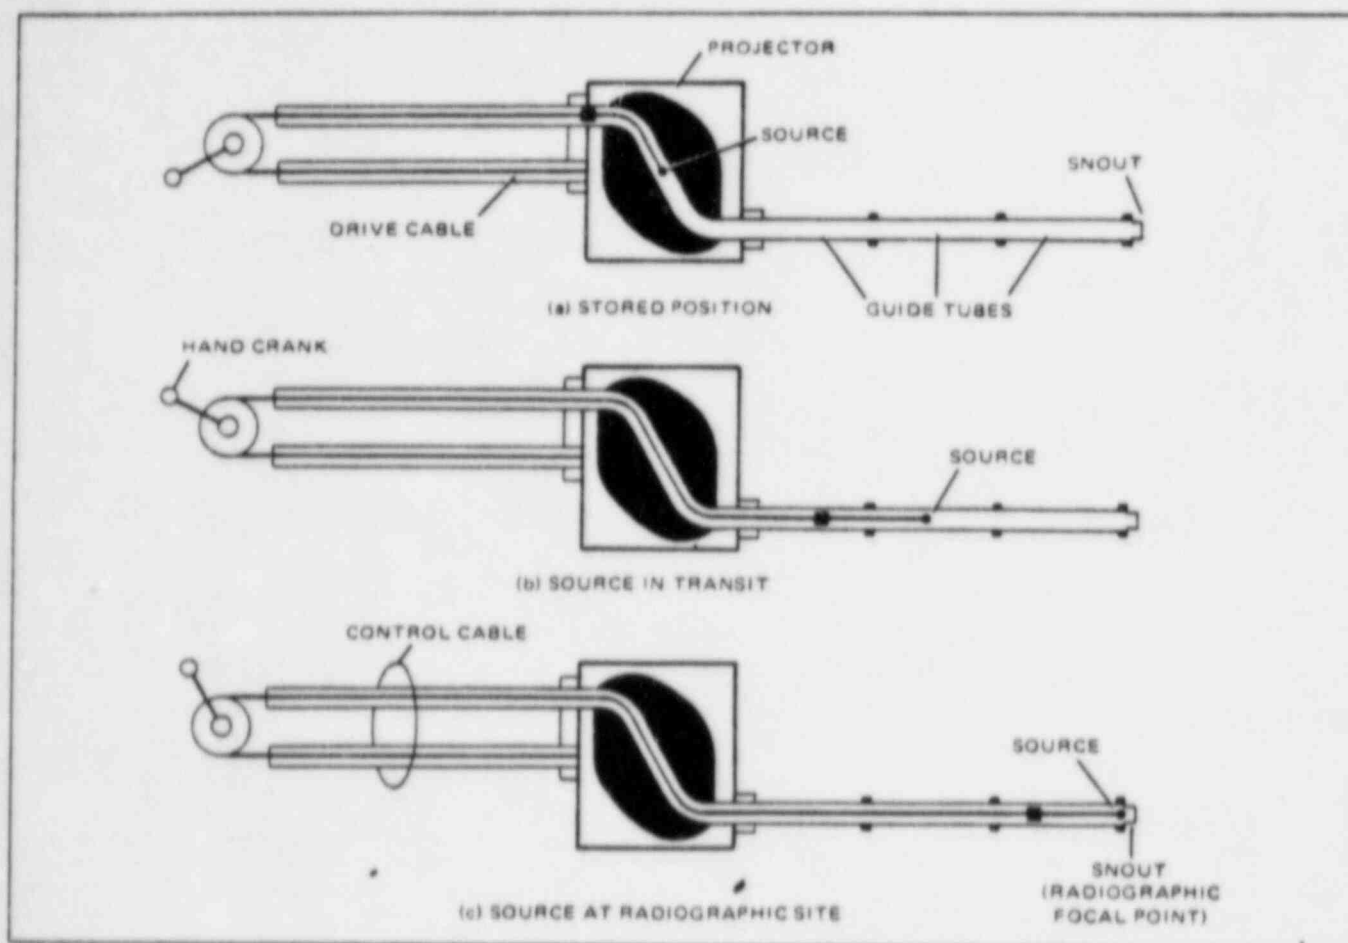 PROJECTOR
SOURCE
SNOUT
DRIVE CABLE
(a) STORED POSITION
GUIDE TUBES
HAND CRANK
SOURCE
(b) SOURCE IN TRANSIT
CONTROL CABLE
SOURCE
SNOUT
(RADIOGRAPHIC
FOCAL POINT)
(c) SOURCE AT RADIOGRAPHIC SITE